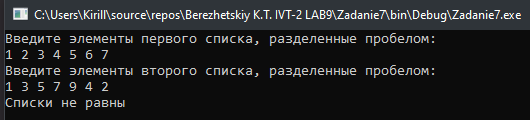 C:\Users\Kirill\source\repos\Berezhetskiy K.T. IVT-2 LAB9\Zadanie7\bin\Debug\Zadanie7.exe
Введите элементы первого списка, разделенные пробелом:
1 2 3 4 5 6 7
Введите элементы второго списка, разделенные пробелом:
1 3 5 7 9 4 2
Списки не равны